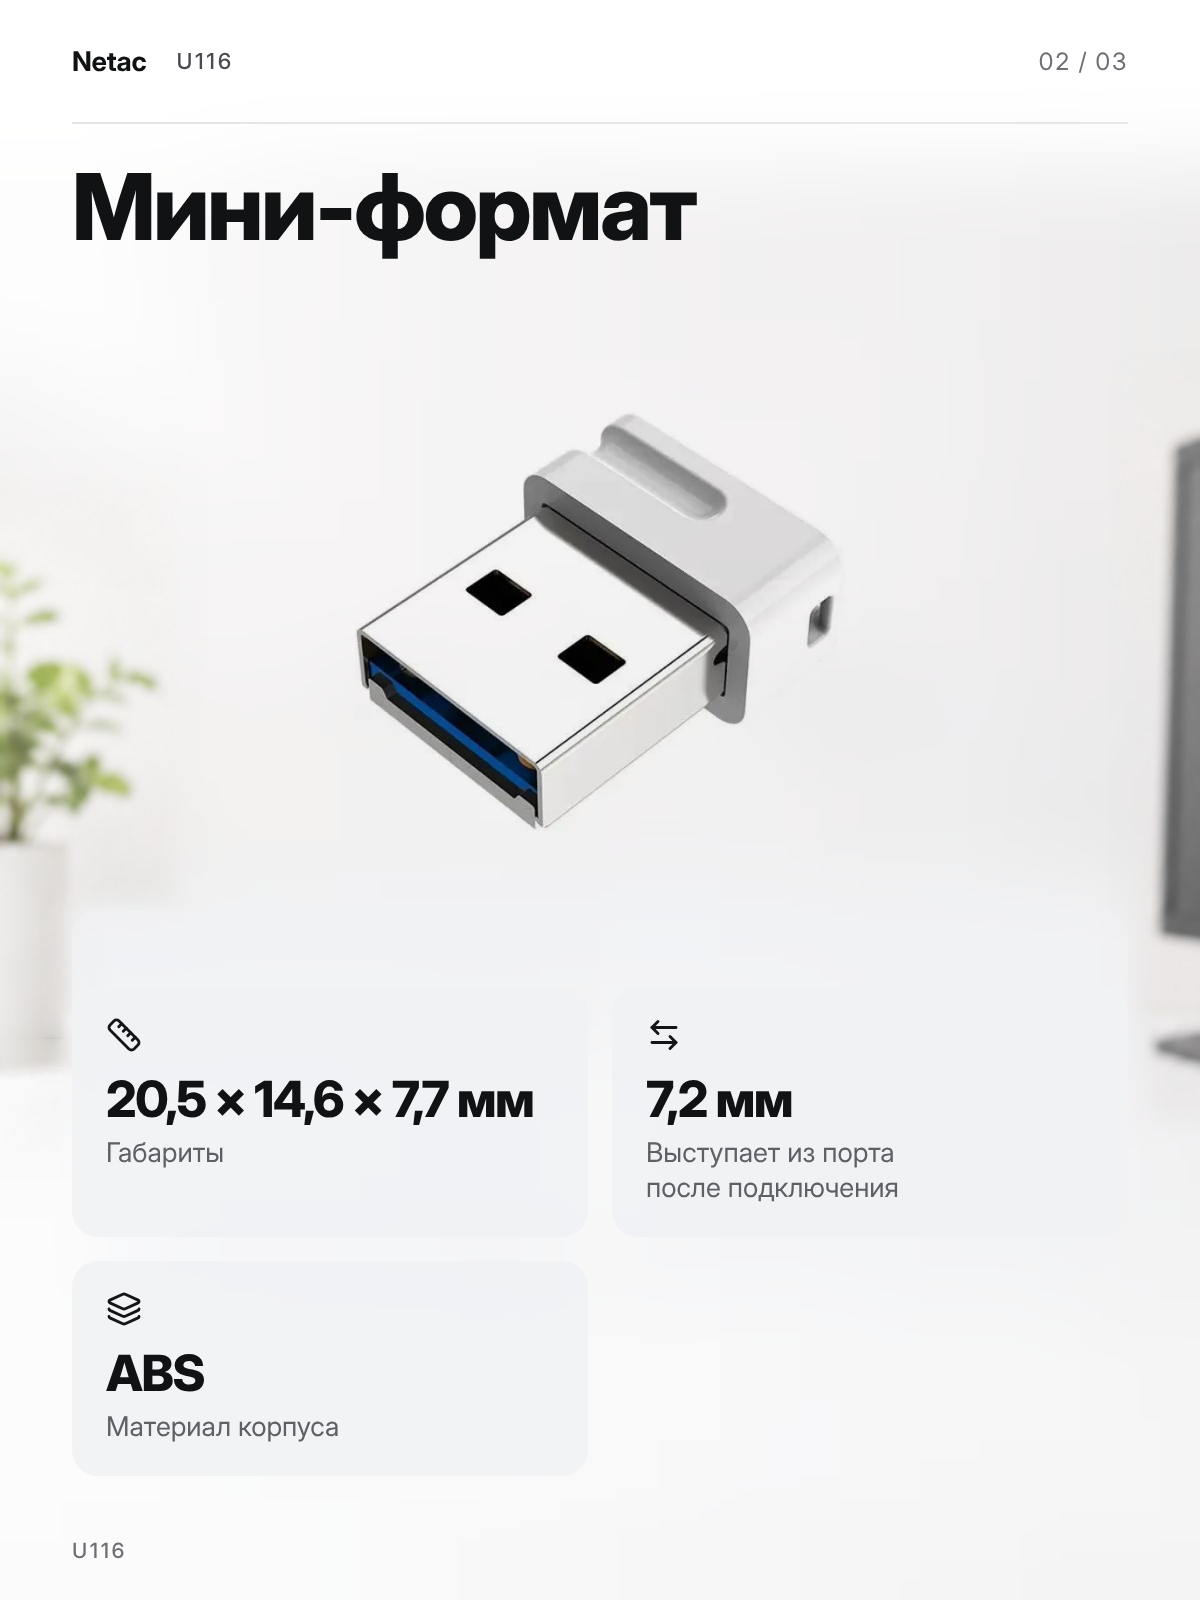 Netac U116 02 / 03
Мини-формат
20,5 × 14,6 × 7,7 мм
Габариты
7,2 мм
Выступает из порта
после подключения
ABS
Материал корпуса
U116